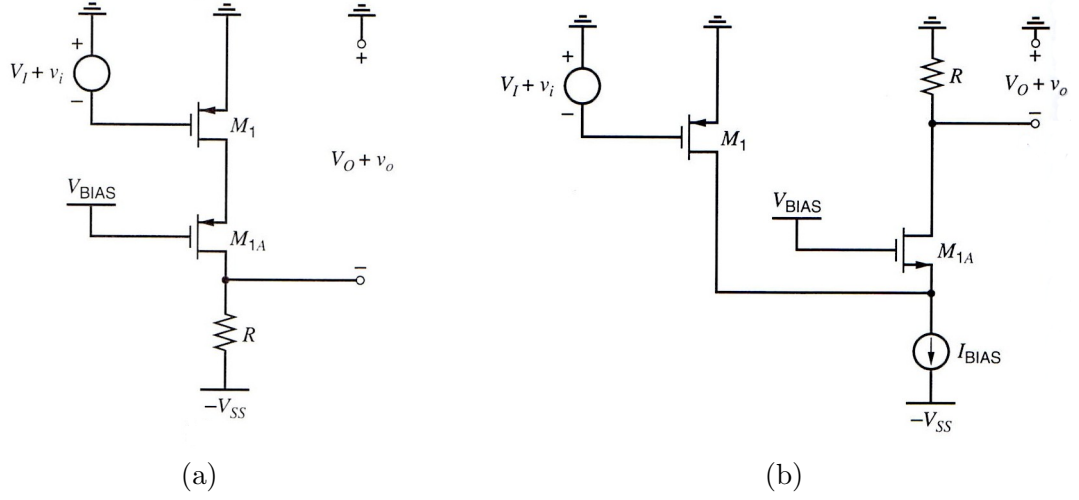 +
V_I + v_i
−
M_1
+
V_O + v_o
V_BIAS
M_1A
−
R
−V_SS
(a)
+
V_I + v_i
−
M_1
R
+
V_O + v_o
−
V_BIAS
M_1A
I_BIAS
−V_SS
(b)